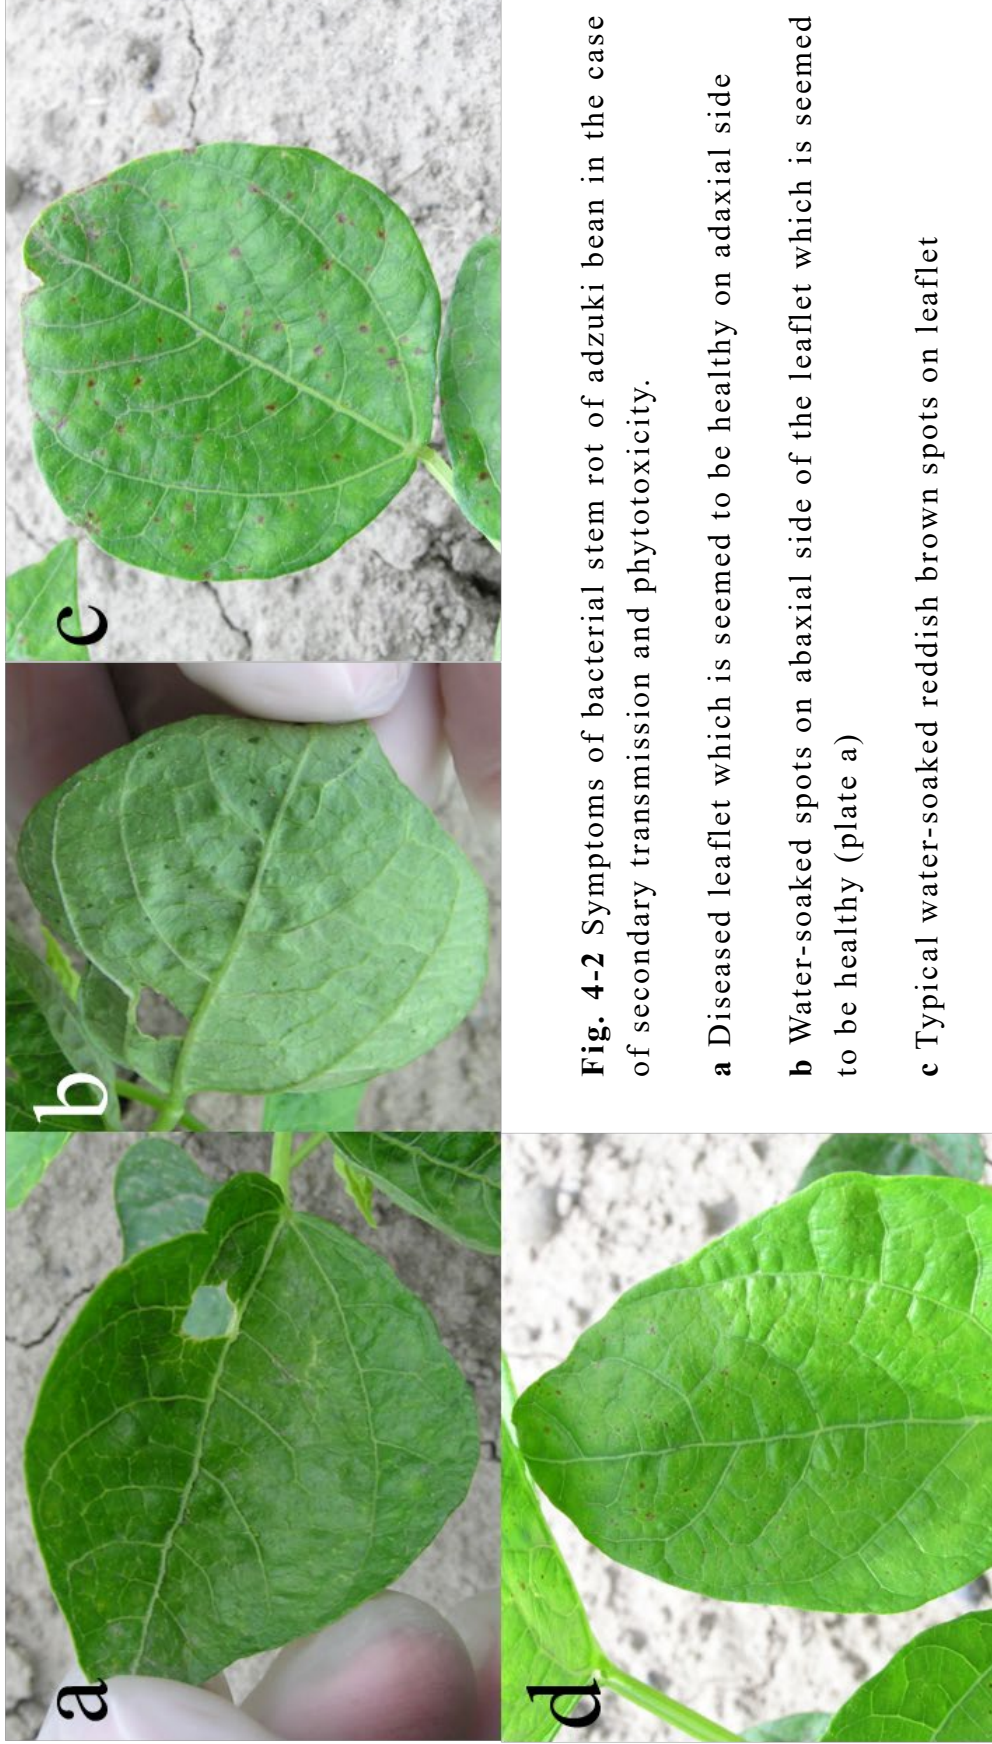 a
b
c
d
Fig. 4-2 Symptoms of bacterial stem rot of adzuki bean in the case
of secondary transmission and phytotoxicity.
a Diseased leaflet which is seemed to be healthy on adaxial side
b Water-soaked spots on abaxial side of the leaflet which is seemed
to be healthy (plate a)
c Typical water-soaked reddish brown spots on leaflet